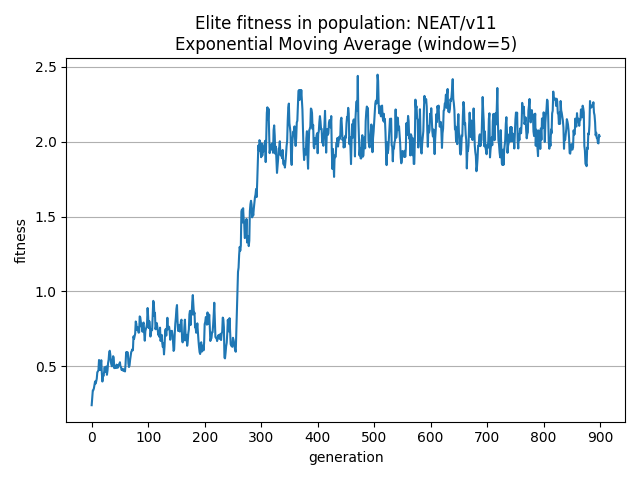 Elite fitness in population: NEAT/v11
Exponential Moving Average (window=5)
2.5
2.0
1.5
1.0
0.5
fitness
0 100 200 300 400 500 600 700 800 900
generation